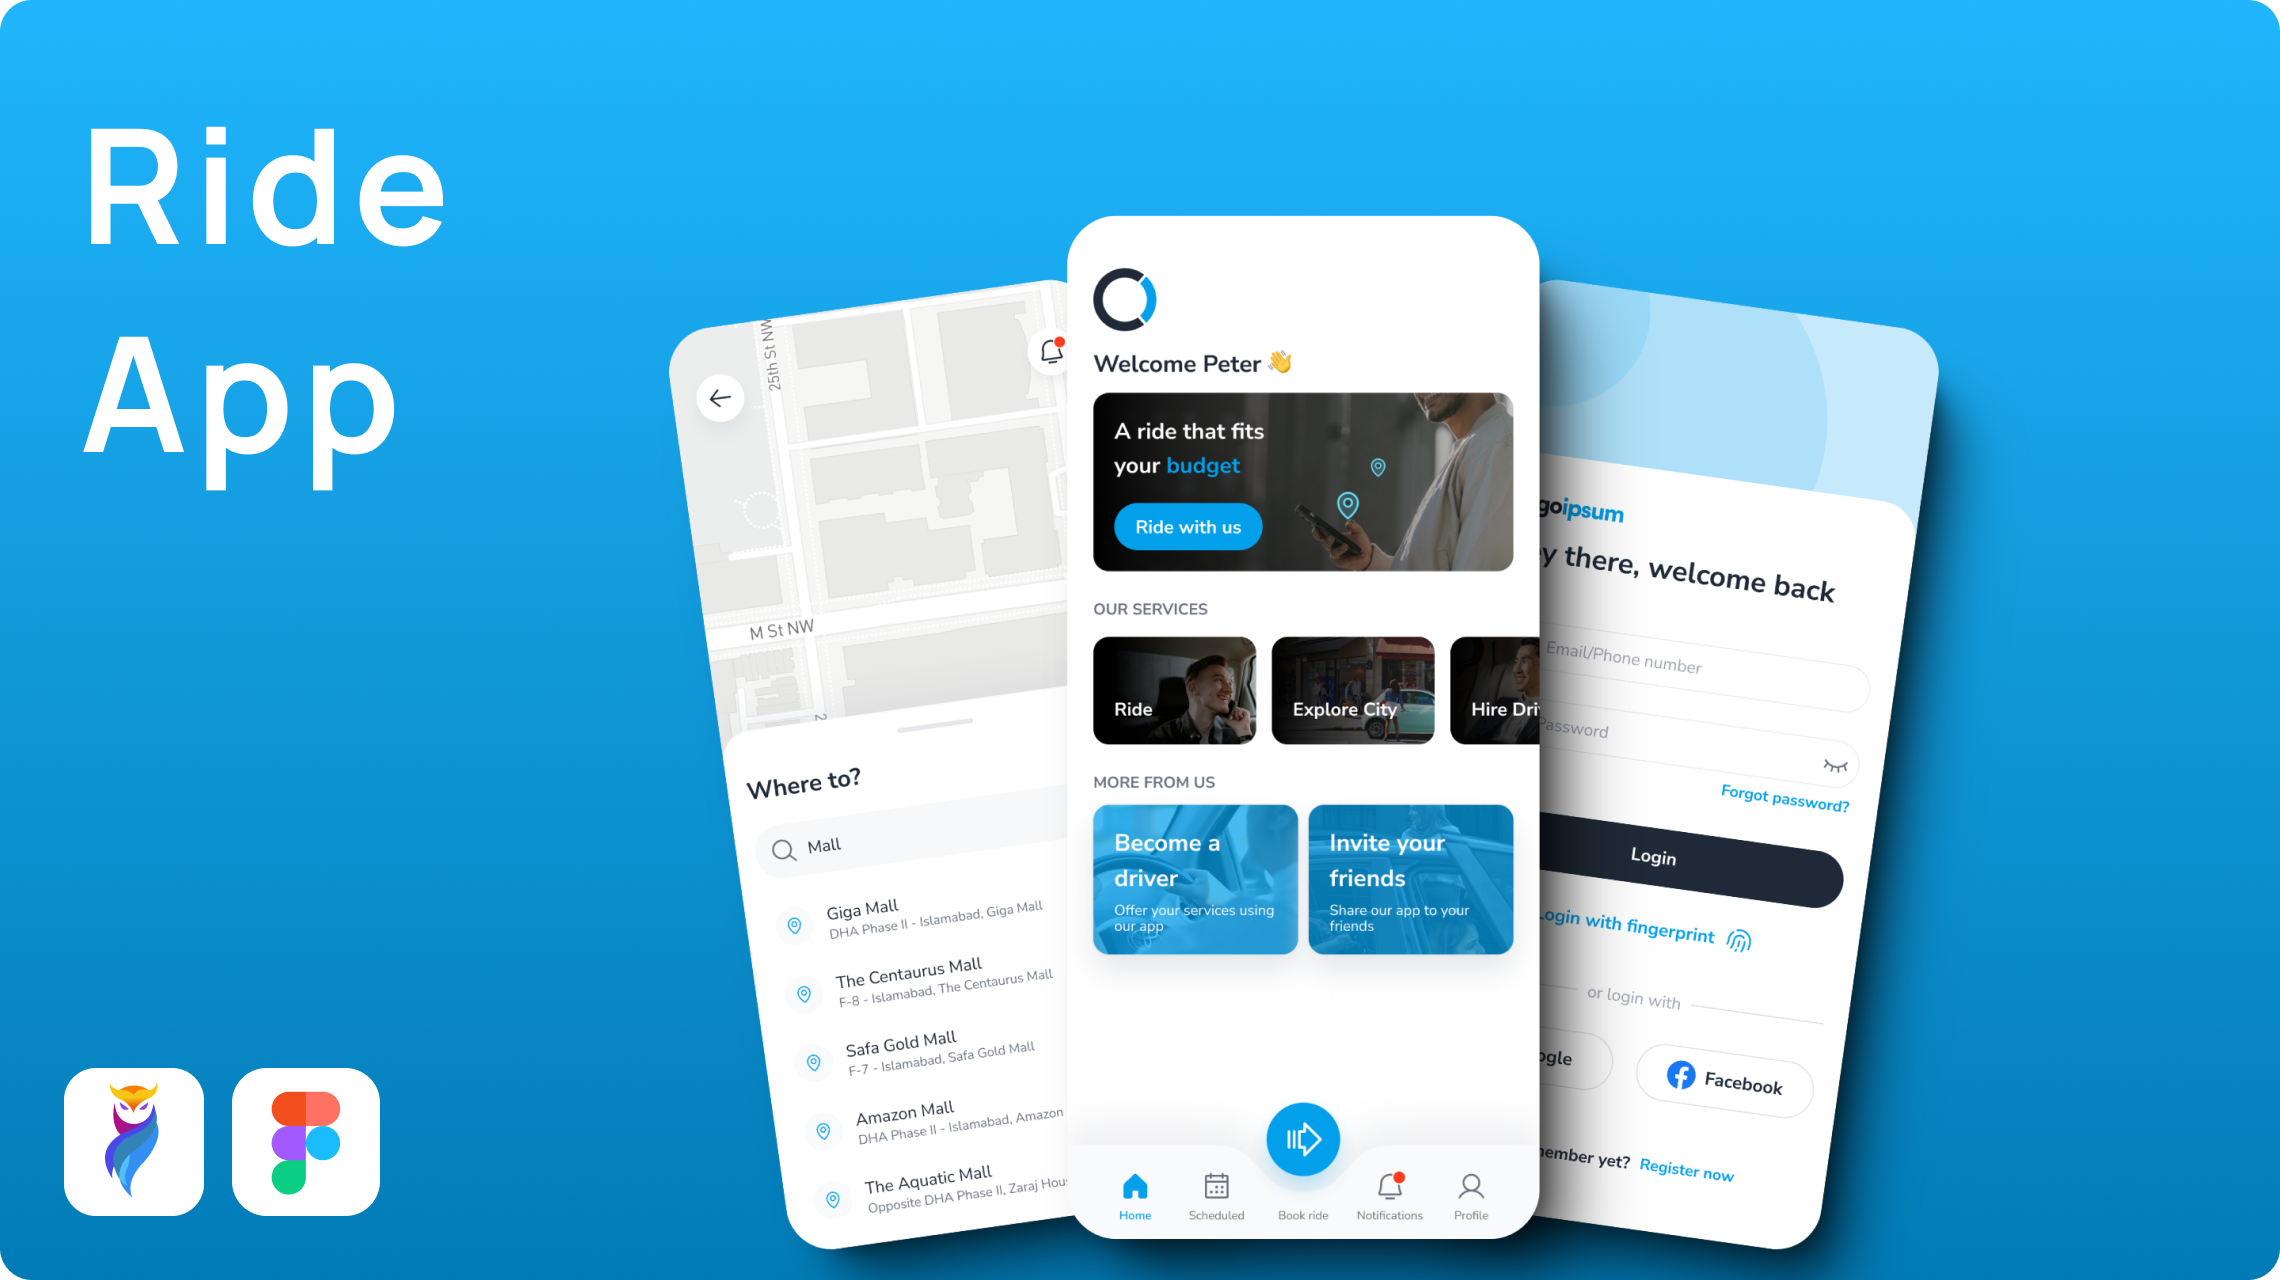 Ride
App
25th St NW
M St NW
Where to?
Mall
Giga Mall
DHA Phase II - Islamabad, Giga Mall
The Centaurus Mall
F-8 - Islamabad, The Centaurus Mall
Safa Gold Mall
F-7 - Islamabad, Safa Gold Mall
Amazon Mall
DHA Phase II - Islamabad, Amazon
The Aquatic Mall
Opposite DHA Phase II, Zaraj
Welcome Peter 👋
A ride that fits
your budget
Ride with us
OUR SERVICES
Ride
Explore City
Hire
MORE FROM US
Become a
driver
Offer your services using
our app
Invite your
friends
Share our app to your
friends
Home
Scheduled
Book ride
Notifications
Profile
goipsum
there, welcome back
Email/Phone number
Password
Forgot password?
Login
Login with fingerprint
or login with
Facebook
yet? Register now